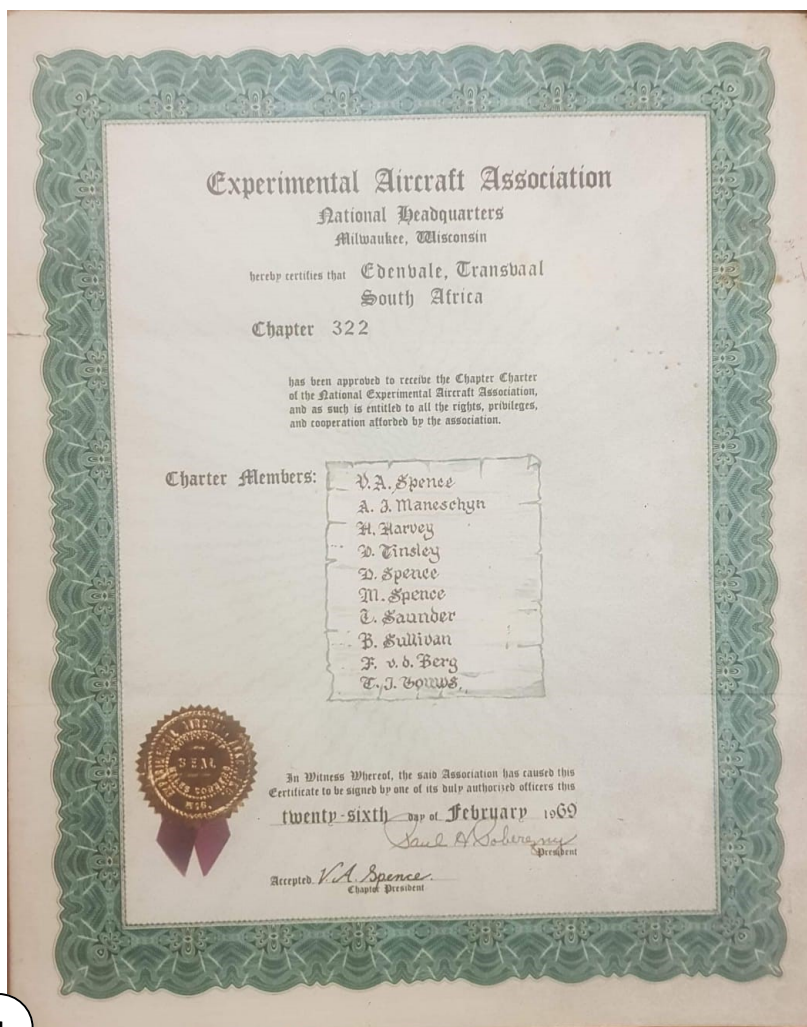 Experimental Aircraft Association
National Headquarters
Milwaukee, Wisconsin
hereby certifies that Edenvale, Transvaal
South Africa
Chapter 322
has been approved to receive the Chapter Charter
of the National Experimental Aircraft Association,
and as such is entitled to all the rights, privileges,
and cooperation afforded by the association.
Charter Members:
V. A. Spence
A. J. Maneschyn
H. Harvey
D. Tinsley
D. Spence
M. Spence
T. Saunder
B. Sullivan
F. v. d. Berg
T. J.
SEAL
WIS.
In Witness Whereof, the said Association has caused this
Certificate to be signed by one of its duly authorized officers this
twenty-sixth day of February 1969
Paul H Poberezny
President
Accepted V. A. Spence
Chapter President